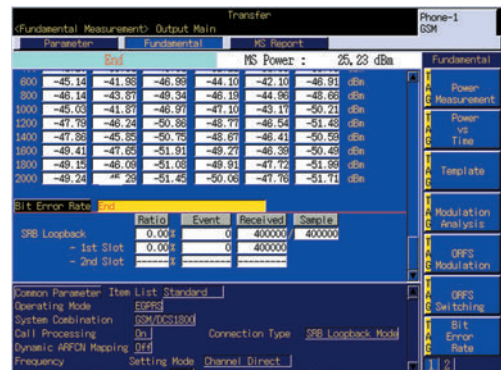 Transfer
<Fundamental Measurement> Output Main
Phone-1
GSM
Parameter Fundamental MS Report
End MS Power : 25.23 dBm
Fundamental
600 -45.14 -41.98 -46.99 -44.10 -42.10 -46.91 dBm
800 -46.14 -43.87 -49.34 -46.19 -44.96 -48.66 dBm
1000 -45.03 -41.87 -46.97 -47.10 -43.17 -50.21 dBm
1200 -47.78 -46.24 -50.86 -48.77 -46.54 -51.48 dBm
1400 -47.86 -45.85 -50.75 -48.67 -46.41 -50.59 dBm
1600 -49.41 -47.65 -51.91 -49.27 -46.39 -50.49 dBm
1800 -49.15 -46.09 -51.08 -49.91 -47.72 -51.99 dBm
2000 -49.24 -51.45 -50.06 -47.76 -51.71 dBm
Bit Error Rate End
Ratio Event Received Sample
SRB Loopback 0.00 % 0 400000 / 400000
- 1st Slot 0.00 % 0 400000
- 2nd Slot -----.-- % ------- -------
Common Parameter Item List Standard
Operating Mode EGPRS
System Combination GSM/DCS1800
Call Processing On Connection Type SRB Loopback Mode
Dynamic ARFCN Mapping Off
Frequency Setting Mode Channel Direct
TAG Power Measurement
TAG Power vs Time
TAG Template
TAG Modulation Analysis
TAG ORFS Modulation
TAG ORFS Switching
TAG Bit Error Rate
1 2